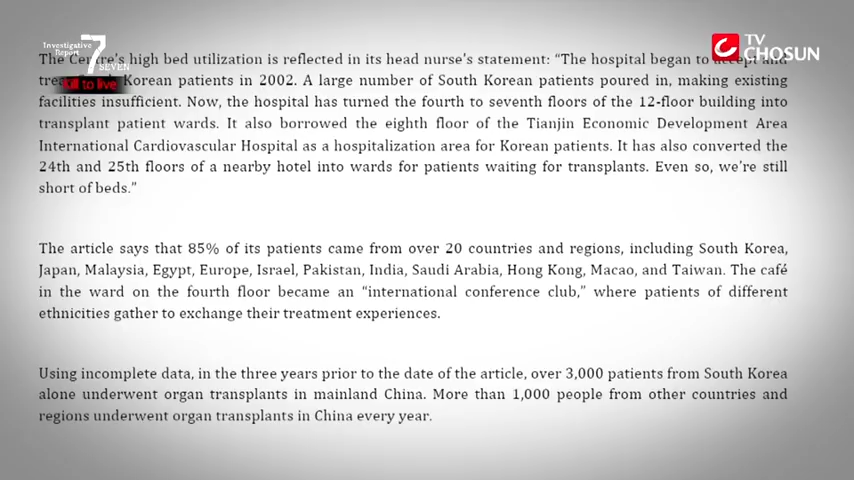 Investigative
Report
7
SEVEN
TV
CHOSUN
Kill to live
The Centre's high bed utilization is reflected in its head nurse's statement: “The hospital began to accept and
Korean patients in 2002. A large number of South Korean patients poured in, making existing
facilities insufficient. Now, the hospital has turned the fourth to seventh floors of the 12-floor building into
transplant patient wards. It also borrowed the eighth floor of the Tianjin Economic Development Area
International Cardiovascular Hospital as a hospitalization area for Korean patients. It has also converted the
24th and 25th floors of a nearby hotel into wards for patients waiting for transplants. Even so, we’re still
short of beds.”
The article says that 85% of its patients came from over 20 countries and regions, including South Korea,
Japan, Malaysia, Egypt, Europe, Israel, Pakistan, India, Saudi Arabia, Hong Kong, Macao, and Taiwan. The café
in the ward on the fourth floor became an “international conference club,” where patients of different
ethnicities gather to exchange their treatment experiences.
Using incomplete data, in the three years prior to the date of the article, over 3,000 patients from South Korea
alone underwent organ transplants in mainland China. More than 1,000 people from other countries and
regions underwent organ transplants in China every year.